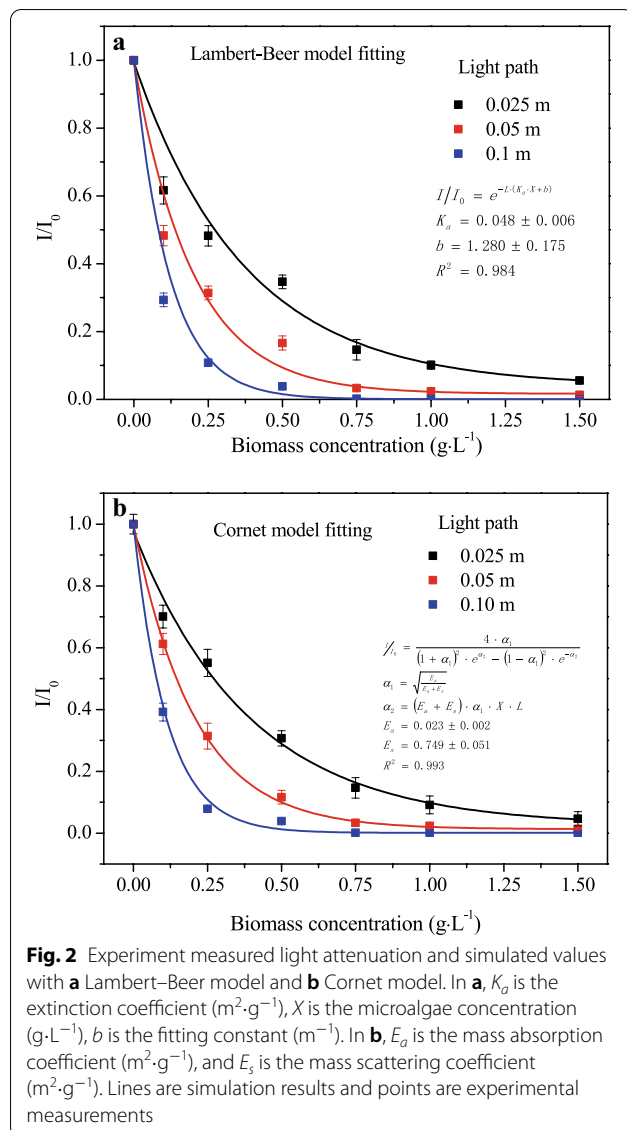 a
Lambert-Beer model fitting
Light path
0.025 m
0.05 m
0.1 m
I/I₀ = e^{-L·(Kₐ·X+b)}
Kₐ = 0.048 ± 0.006
b = 1.280 ± 0.175
R² = 0.984
1.0
0.8
0.6
0.4
0.2
0.0
I/I₀
0.00 0.25 0.50 0.75 1.00 1.25 1.50
Biomass concentration (g·L⁻¹)
b
Cornet model fitting
Light path
0.025 m
0.05 m
0.10 m
I/I₀ = 4 · α₁ / ((1 + α₁)² · e^{α₂} − (1 − α₁)² · e^{−α₂})
α₁ = √(Eₐ / (Eₐ + Eₛ))
α₂ = (Eₐ + Eₛ) · α₁ · X · L
Eₐ = 0.023 ± 0.002
Eₛ = 0.749 ± 0.051
R² = 0.993
1.0
0.8
0.6
0.4
0.2
0.0
I/I₀
0.00 0.25 0.50 0.75 1.00 1.25 1.50
Biomass concentration (g·L⁻¹)
Fig. 2 Experiment measured light attenuation and simulated values
with a Lambert–Beer model and b Cornet model. In a, Kₐ is the
extinction coefficient (m²·g⁻¹), X is the microalgae concentration
(g·L⁻¹), b is the fitting constant (m⁻¹). In b, Eₐ is the mass absorption
coefficient (m²·g⁻¹), and Eₛ is the mass scattering coefficient
(m²·g⁻¹). Lines are simulation results and points are experimental
measurements